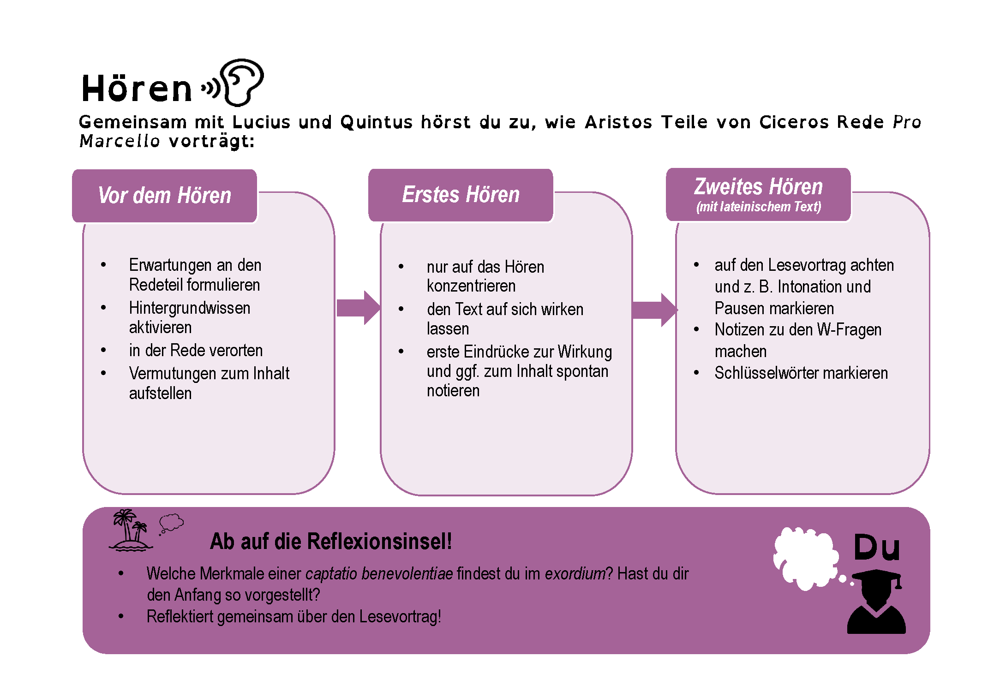 Hören
Gemeinsam mit Lucius und Quintus hörst du zu, wie Aristos Teile von Ciceros Rede Pro
Marcello vorträgt:
Vor dem Hören
• Erwartungen an den
Redeteil formulieren
• Hintergrundwissen
aktivieren
• in der Rede verorten
• Vermutungen zum Inhalt
aufstellen
Erstes Hören
• nur auf das Hören
konzentrieren
• den Text auf sich wirken
lassen
• erste Eindrücke zur Wirkung
und ggf. zum Inhalt spontan
notieren
Zweites Hören
(mit lateinischem Text)
• auf den Lesevortrag achten
und z. B. Intonation und
Pausen markieren
• Notizen zu den W-Fragen
machen
• Schlüsselwörter markieren
Ab auf die Reflexionsinsel!
• Welche Merkmale einer captatio benevolentiae findest du im exordium? Hast du dir
den Anfang so vorgestellt?
• Reflektiert gemeinsam über den Lesevortrag!
Du